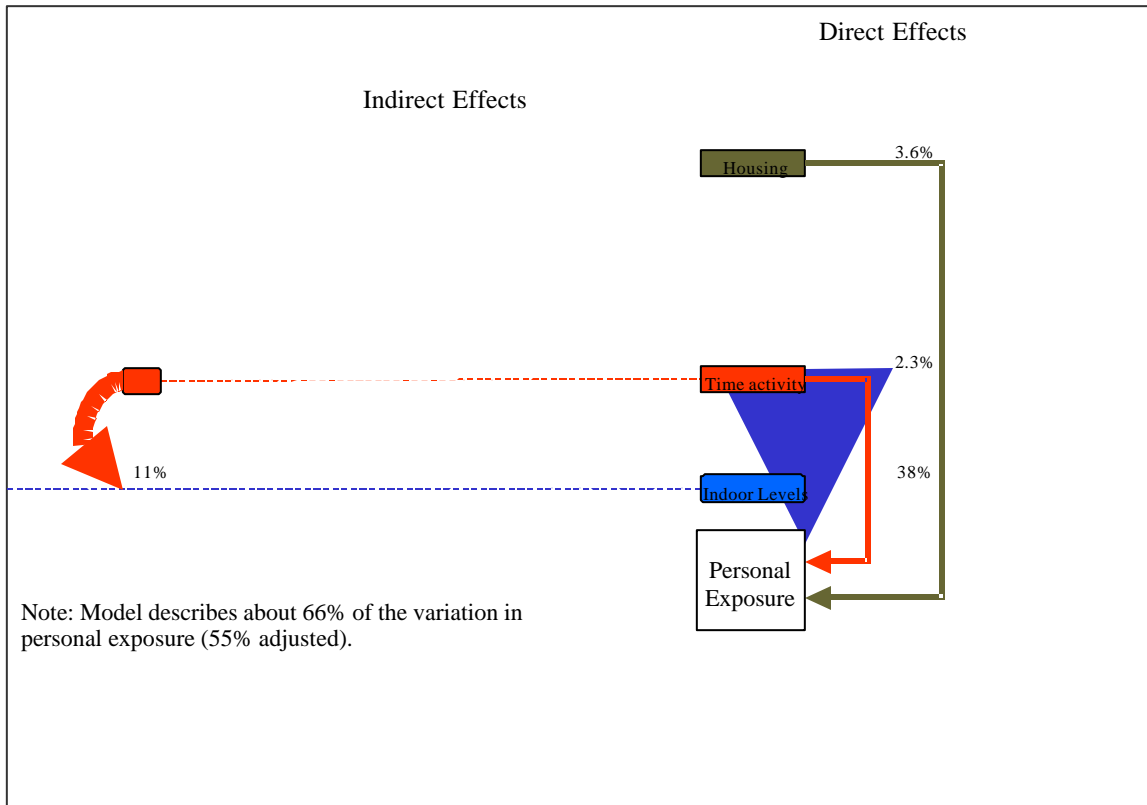 Direct Effects
Indirect Effects
Housing
3.6%
2.3%
Time activity
11%
38%
Indoor Levels
Personal
Exposure
Note: Model describes about 66% of the variation in
personal exposure (55% adjusted).